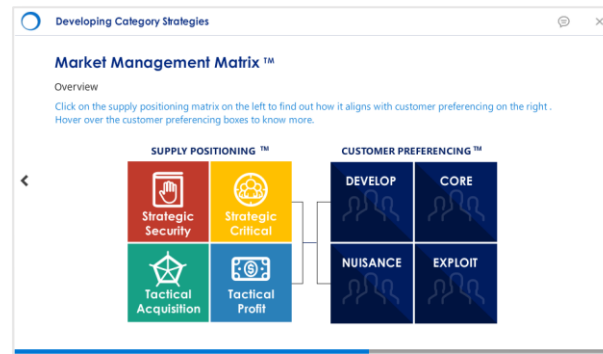 Developing Category Strategies
Market Management Matrix ™
Overview
Click on the supply positioning matrix on the left to find out how it aligns with customer preferencing on the right .
Hover over the customer preferencing boxes to know more.
SUPPLY POSITIONING ™
CUSTOMER PREFERENCING ™
Strategic
Security
Strategic
Critical
Tactical
Acquisition
Tactical
Profit
DEVELOP
CORE
NUISANCE
EXPLOIT